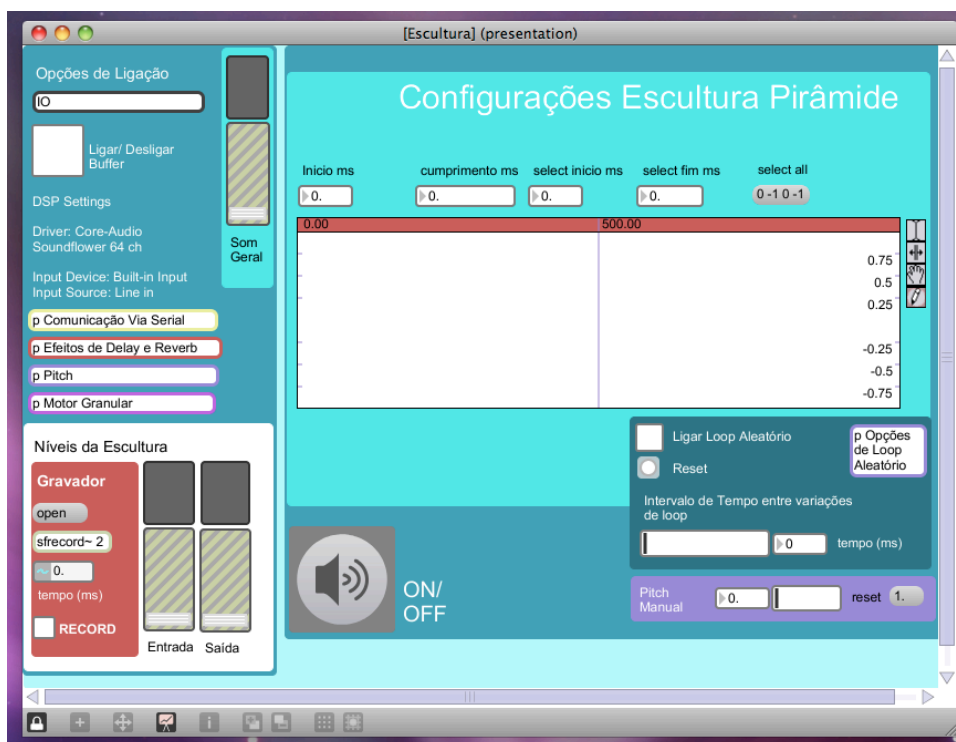 [Escultura] (presentation)
Opções de Ligação
IO
Ligar/ Desligar
Buffer
DSP Settings
Driver: Core-Audio
Soundflower 64 ch
Input Device: Built-in Input
Input Source: Line in
p Comunicação Via Serial
p Efeitos de Delay e Reverb
p Pitch
p Motor Granular
Som
Geral
Níveis da Escultura
Gravador
open
sfrecord~ 2
0.
tempo (ms)
RECORD
Entrada
Saída
Configurações Escultura Pirâmide
Inicio ms
cumprimento ms
select inicio ms
select fim ms
select all
0.
0.
0.
0.
0 -1 0 -1
0.00
500.00
0.75
0.5
0.25
-0.25
-0.5
-0.75
Ligar Loop Aleatório
Reset
p Opções
de Loop
Aleatório
Intervalo de Tempo entre variações
de loop
0
tempo (ms)
ON/
OFF
Pitch
Manual
0.
reset
1.